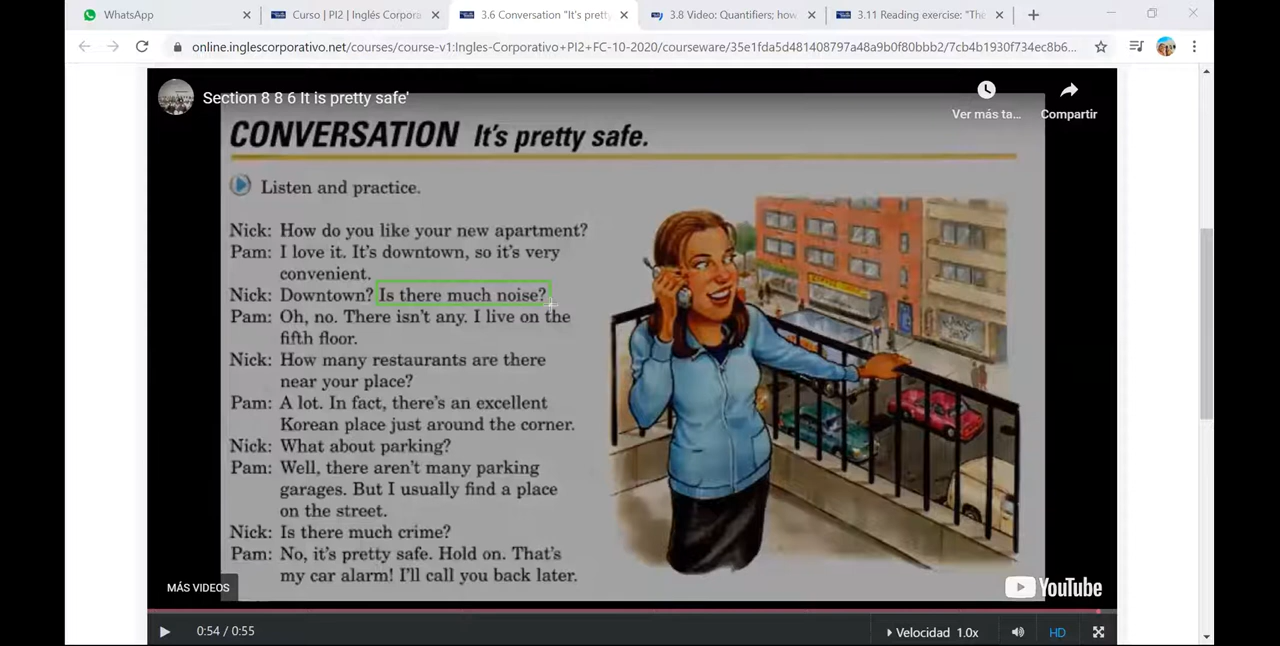 WhatsApp
Curso | PI2 | Inglés Corpora
3.6 Conversation "It's pretty
3.8 Video: Quantifiers; how
3.11 Reading exercise: "The
online.inglescorporativo.net/courses/course-v1:Ingles-Corporativo+PI2+FC-10-2020/courseware/35e1fda5d481408797a48a9b0f80bbb2/7cb4b1930f734ec8b6...
Section 8 8 6 It is pretty safe'
Ver más ta...
Compartir
CONVERSATION It's pretty safe.
Listen and practice.
Nick: How do you like your new apartment?
Pam: I love it. It's downtown, so it's very
convenient.
Nick: Downtown? Is there much noise?
Pam: Oh, no. There isn't any. I live on the
fifth floor.
Nick: How many restaurants are there
near your place?
Pam: A lot. In fact, there's an excellent
Korean place just around the corner.
Nick: What about parking?
Pam: Well, there aren't many parking
garages. But I usually find a place
on the street.
Nick: Is there much crime?
Pam: No, it's pretty safe. Hold on. That's
my car alarm! I'll call you back later.
MÁS VIDEOS
YouTube
0:54 / 0:55
Velocidad 1.0x
HD